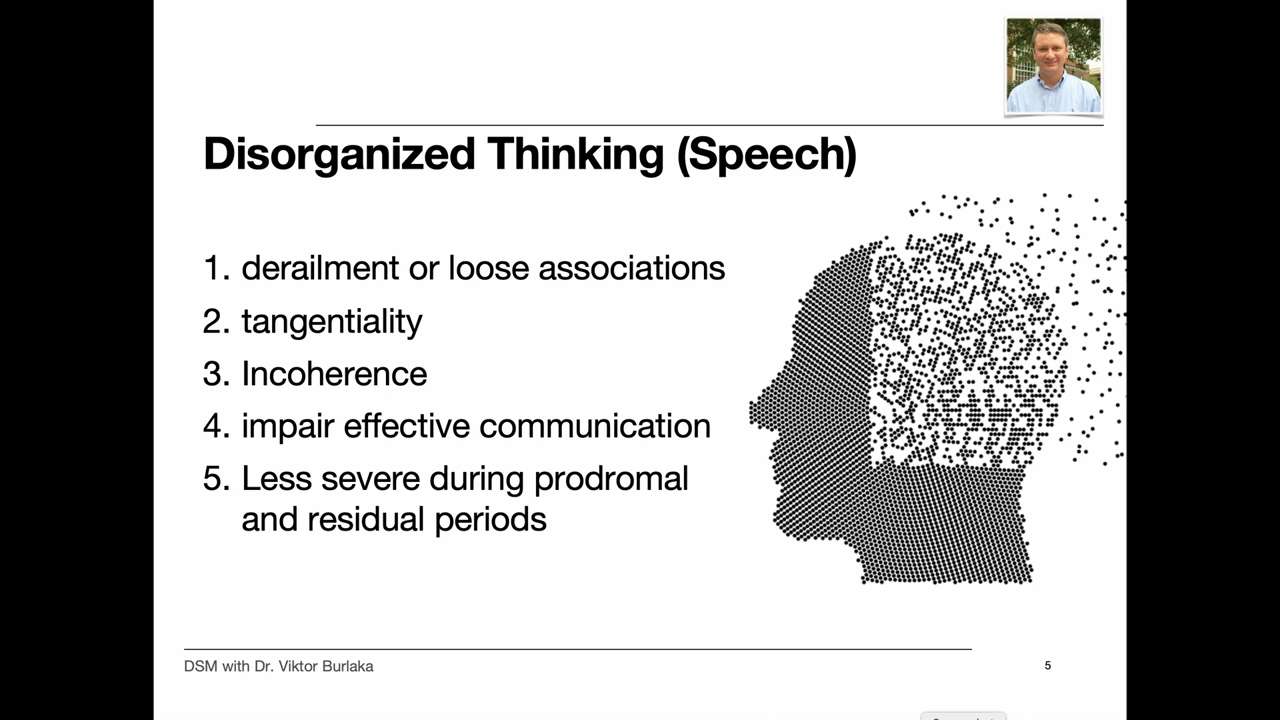 Disorganized Thinking (Speech)
1. derailment or loose associations
2. tangentiality
3. Incoherence
4. impair effective communication
5. Less severe during prodromal
and residual periods
DSM with Dr. Viktor Burlaka
5